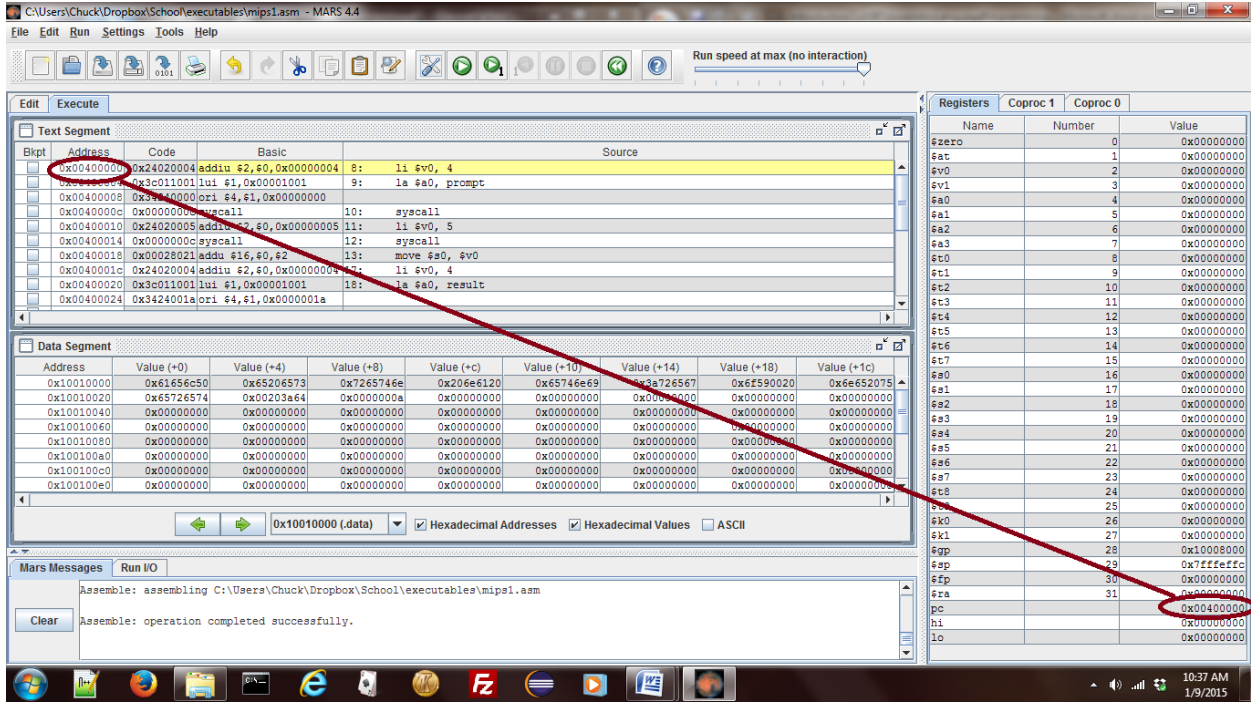 C:\Users\Chuck\Dropbox\School\executables\mips1.asm - MARS 4.4
File Edit Run Settings Tools Help
Run speed at max (no interaction)
Edit Execute
Text Segment
Bkpt Address Code Basic Source
0x00400000 0x24020004 addiu $2,$0,0x00000004 8: li $v0, 4
0x3c011001 lui $1,0x00001001 9: la $a0, prompt
0x00400008 0x34240000 ori $4,$1,0x00000000
0x0040000c 0x0000000c syscall 10: syscall
0x00400010 0x24020005 addiu $2,$0,0x00000005 11: li $v0, 5
0x00400014 0x0000000c syscall 12: syscall
0x00400018 0x00028021 addu $16,$0,$2 13: move $s0, $v0
0x0040001c 0x24020004 addiu $2,$0,0x00000004 17: li $v0, 4
0x00400020 0x3c011001 lui $1,0x00001001 18: la $a0, result
0x00400024 0x3424001a ori $4,$1,0x0000001a
Data Segment
Address Value (+0) Value (+4) Value (+8) Value (+c) Value (+10) Value (+14) Value (+18) Value (+1c)
0x10010000 0x61656c50 0x65206573 0x7265746e 0x206e6120 0x65746e69 0x3a726567 0x6f590020 0x6e652075
0x10010020 0x65726574 0x00203a64 0x0000000a 0x00000000 0x00000000 0x00000000 0x00000000 0x00000000
0x10010040 0x00000000 0x00000000 0x00000000 0x00000000 0x00000000 0x00000000 0x00000000 0x00000000
0x10010060 0x00000000 0x00000000 0x00000000 0x00000000 0x00000000 0x00000000 0x00000000 0x00000000
0x10010080 0x00000000 0x00000000 0x00000000 0x00000000 0x00000000 0x00000000 0x00000000 0x00000000
0x100100a0 0x00000000 0x00000000 0x00000000 0x00000000 0x00000000 0x00000000 0x00000000 0x00000000
0x100100c0 0x00000000 0x00000000 0x00000000 0x00000000 0x00000000 0x00000000 0x00000000 0x00000000
0x100100e0 0x00000000 0x00000000 0x00000000 0x00000000 0x00000000 0x00000000 0x00000000 0x00000000
0x10010000 (.data) Hexadecimal Addresses Hexadecimal Values ASCII
Mars Messages Run I/O
Assemble: assembling C:\Users\Chuck\Dropbox\School\executables\mips1.asm
Clear
Assemble: operation completed successfully.
Registers Coproc 1 Coproc 0
Name Number Value
$zero 0 0x00000000
$at 1 0x00000000
$v0 2 0x00000000
$v1 3 0x00000000
$a0 4 0x00000000
$a1 5 0x00000000
$a2 6 0x00000000
$a3 7 0x00000000
$t0 8 0x00000000
$t1 9 0x00000000
$t2 10 0x00000000
$t3 11 0x00000000
$t4 12 0x00000000
$t5 13 0x00000000
$t6 14 0x00000000
$t7 15 0x00000000
$s0 16 0x00000000
$s1 17 0x00000000
$s2 18 0x00000000
$s3 19 0x00000000
$s4 20 0x00000000
$s5 21 0x00000000
$s6 22 0x00000000
$s7 23 0x00000000
$t8 24 0x00000000
25 0x00000000
$k0 26 0x00000000
$k1 27 0x00000000
$gp 28 0x10008000
$sp 29 0x7fffeffc
$fp 30 0x00000000
$ra 31 0x00000000
pc 0x00400000
hi 0x00000000
lo 0x00000000
10:37 AM
1/9/2015